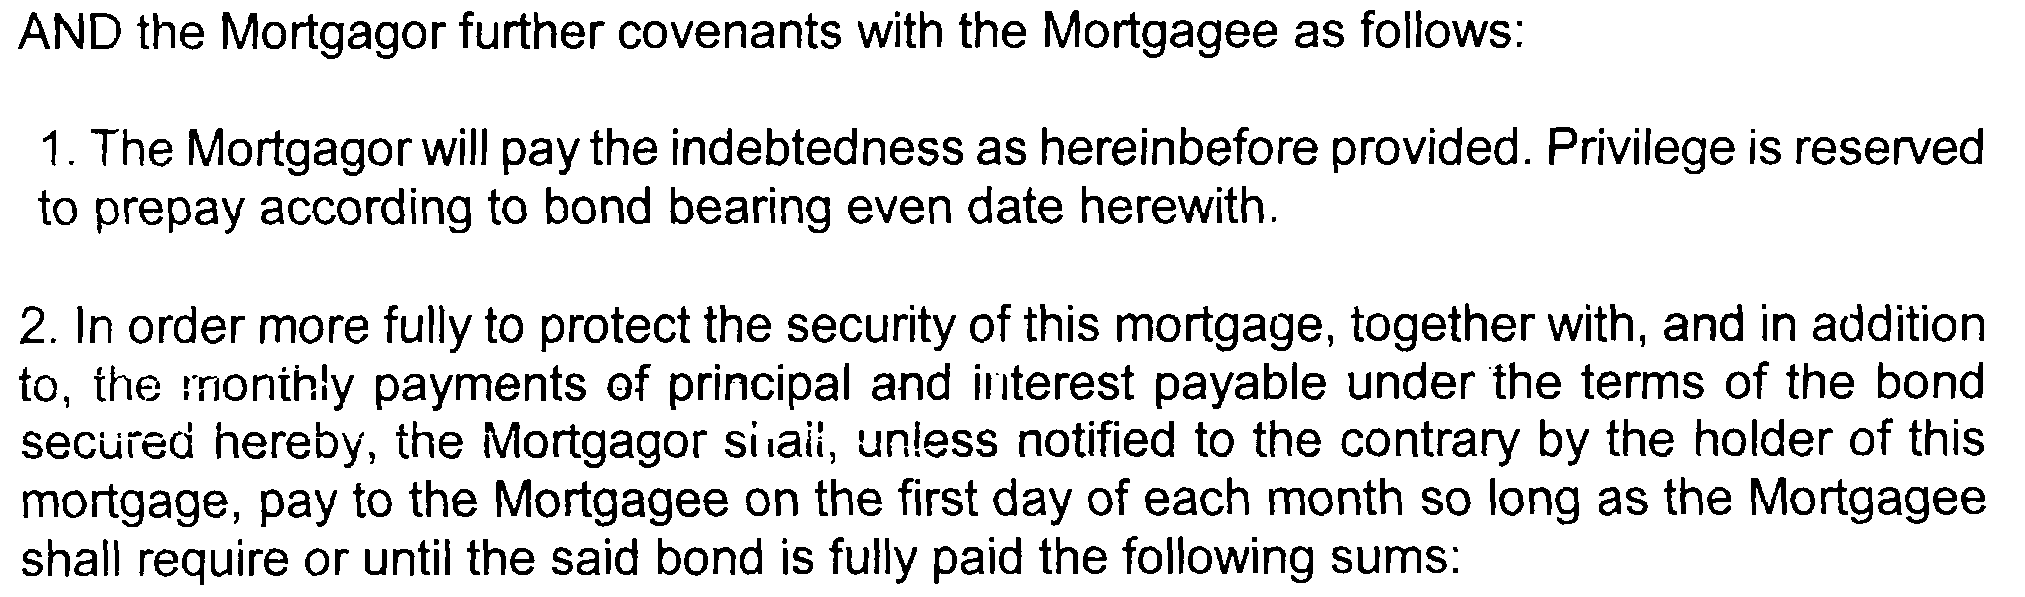 AND the Mortgagor further covenants with the Mortgagee as follows:
1. The Mortgagor will pay the indebtedness as hereinbefore provided. Privilege is reserved
to prepay according to bond bearing even date herewith.
2. In order more fully to protect the security of this mortgage, together with, and in addition
to, the monthly payments of principal and interest payable under the terms of the bond
secured hereby, the Mortgagor shall, unless notified to the contrary by the holder of this
mortgage, pay to the Mortgagee on the first day of each month so long as the Mortgagee
shall require or until the said bond is fully paid the following sums: